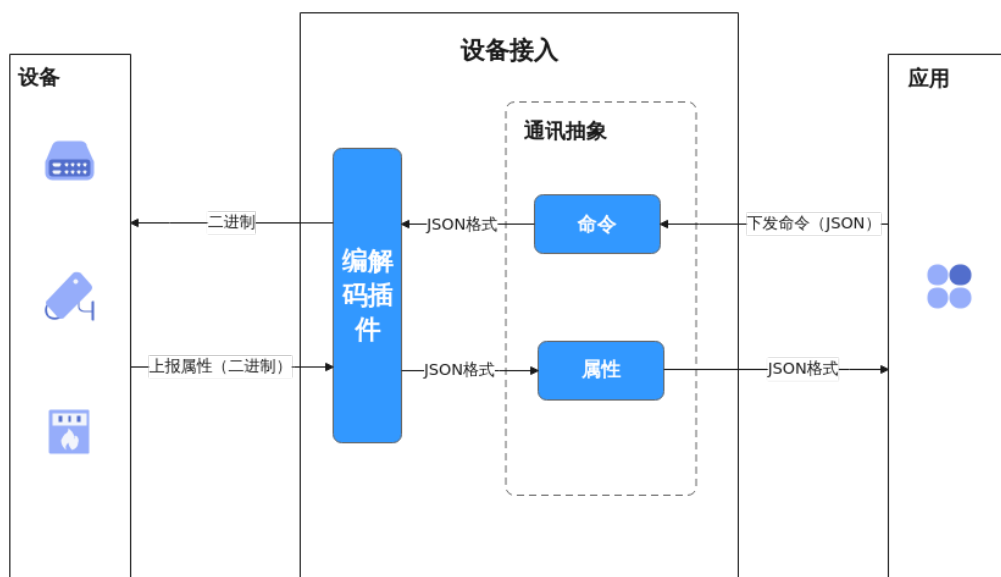 设备接入
设备
应用
通讯抽象
二进制
JSON格式
命令
下发命令（JSON）
编解
码插
件
上报属性（二进制）
JSON格式
属性
JSON格式